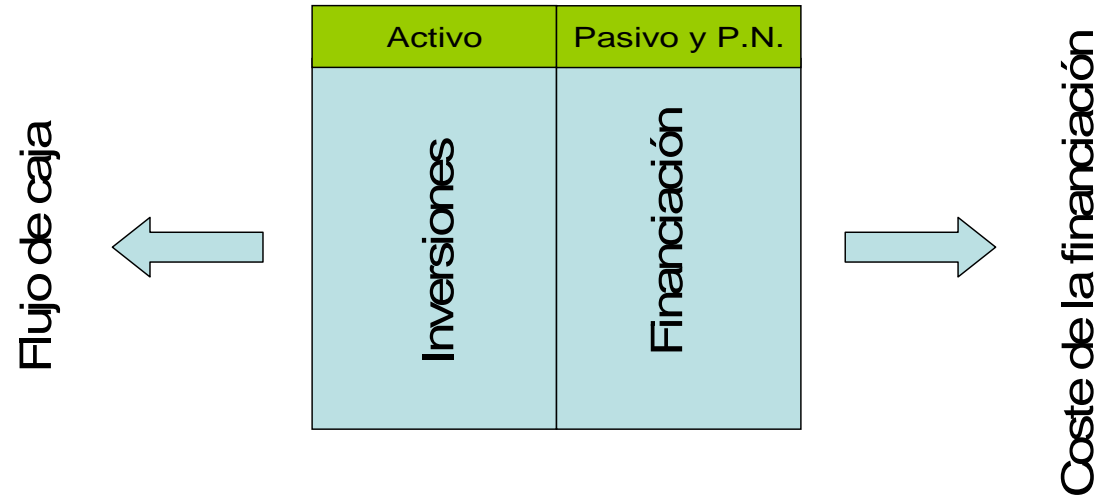 Activo
Pasivo y P.N.
Flujo de caja
Inversiones
Financiación
Coste de la financiación